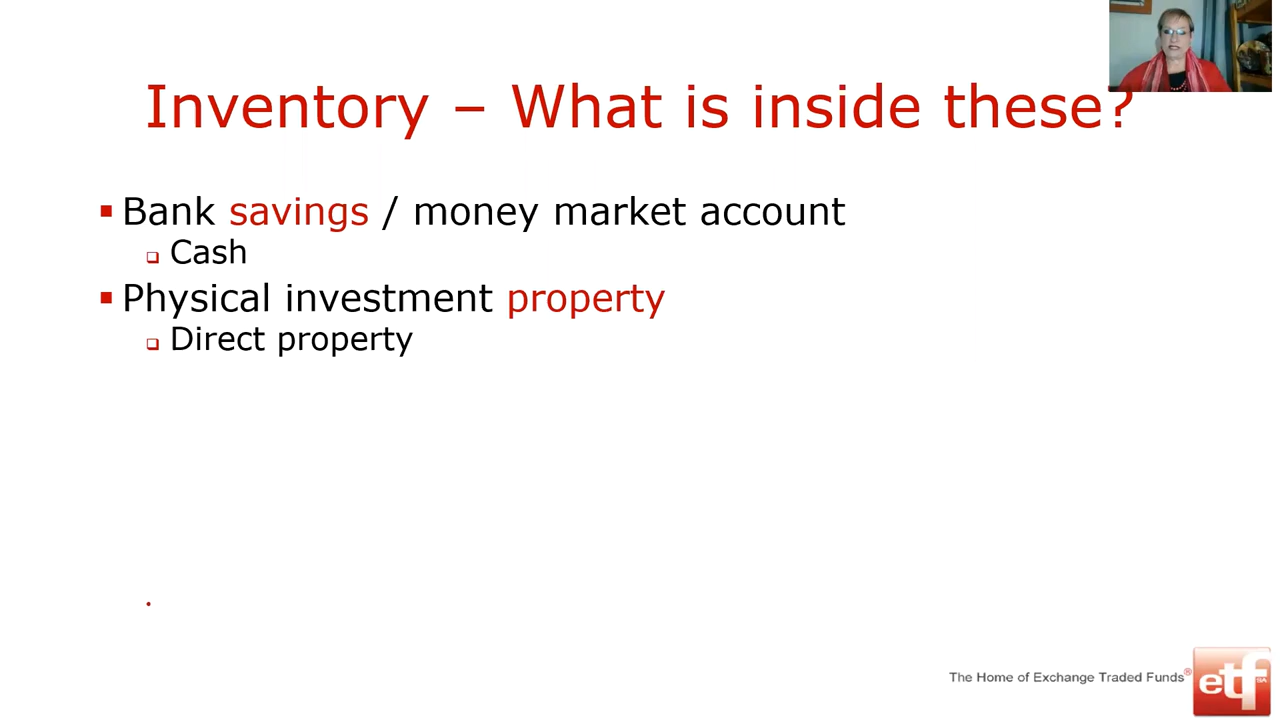 Inventory – What is inside these?
Bank savings / money market account
Cash
Physical investment property
Direct property
The Home of Exchange Traded Funds®
etf
SA